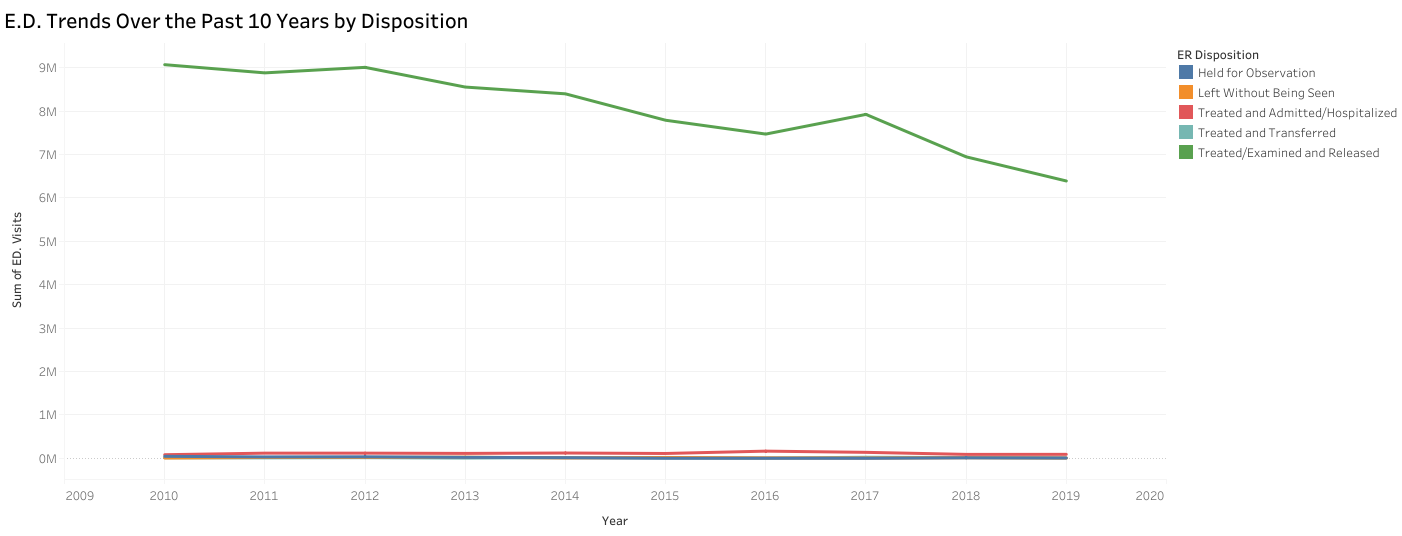 E.D. Trends Over the Past 10 Years by Disposition
ER Disposition
Held for Observation
Left Without Being Seen
Treated and Admitted/Hospitalized
Treated and Transferred
Treated/Examined and Released
Sum of ED. Visits
9M
8M
7M
6M
5M
4M
3M
2M
1M
0M
2009 2010 2011 2012 2013 2014 2015 2016 2017 2018 2019 2020
Year